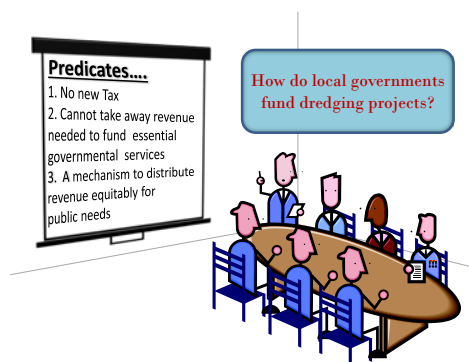 Predicates....
1. No new Tax
2. Cannot take away revenue
needed to fund essential
governmental services
3. A mechanism to distribute
revenue equitably for
public needs
How do local governments
fund dredging projects?